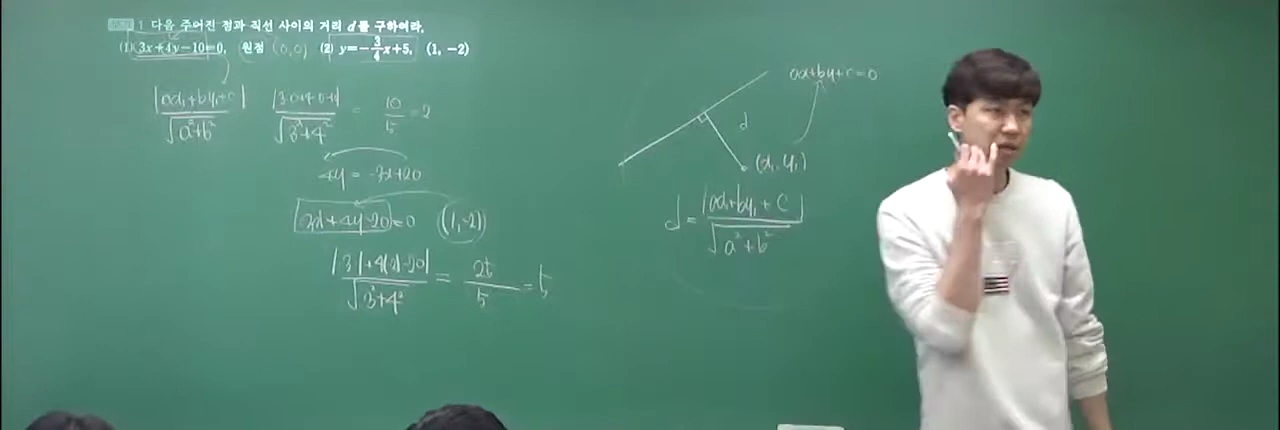 1 다음 주어진 점과 직선 사이의 거리 d를 구하여라.
(1) 3x+4y-10=0, 원점 (0,0) (2) y=-3/4x+5, (1, -2)
|ax₁+by₁+c| / √a²+b²
|3·0+4·0-10| / √3²+4² = 10/5 = 2
4y = -3x+20
3x+4y-20=0 (1,-2)
|3·1+4(-2)-20| / √3²+4² = 25/5 = 5
ax+by+c=0
d
(x₁, y₁)
d = |ax₁+by₁+c| / √a²+b²